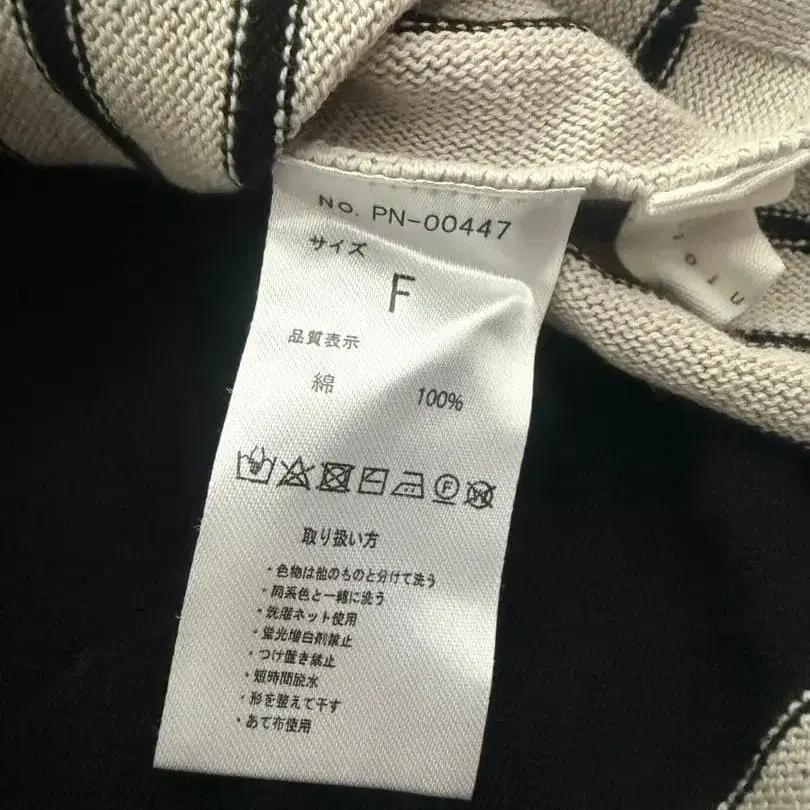 NO. PN-00447
サイズ
F
品質表示
綿 100%
F
W
取り扱い方
・色物は他のものと分けて洗う
・同系色と一緒に洗う
・洗濯ネット使用
・蛍光増白剤禁止
・つけ置き禁止
・短時間脱水
・形を整えて干す
・あて布使用